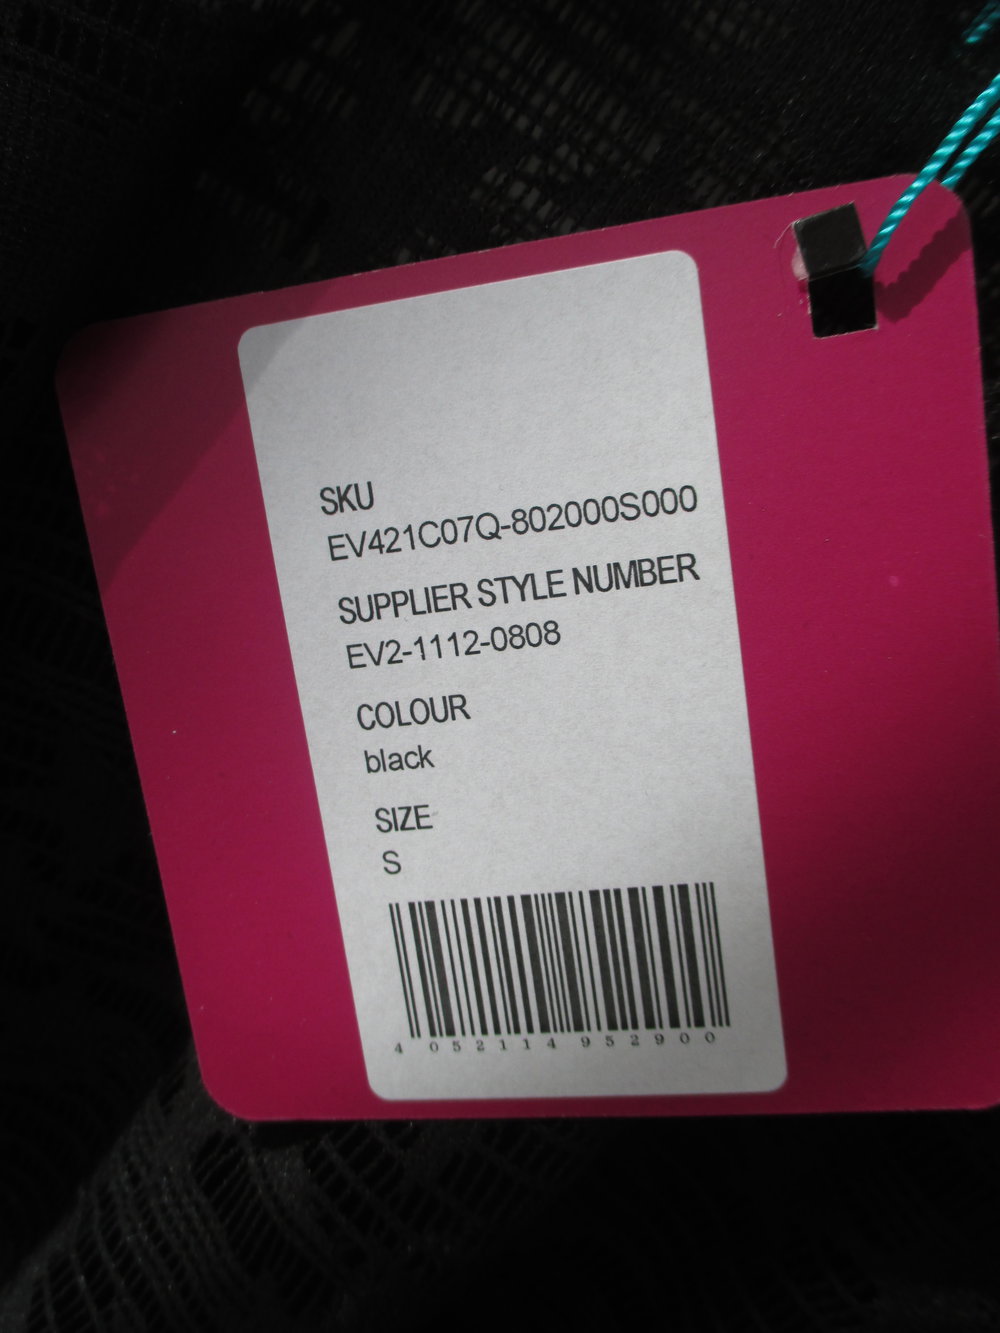 SKU
EV421C07Q-802000S000
SUPPLIER STYLE NUMBER
EV2-1112-0808
COLOUR
black
SIZE
S
4 052114 952900